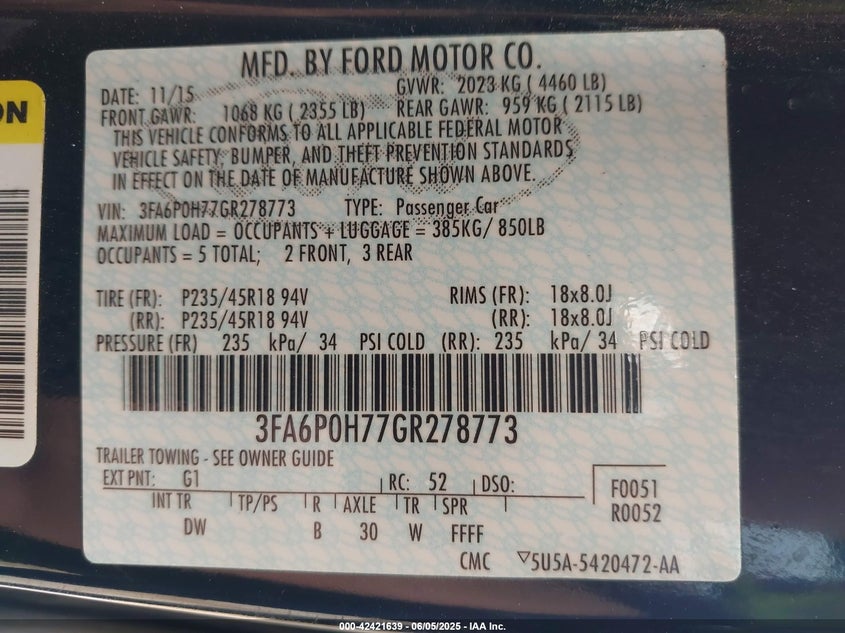 MFD. BY FORD MOTOR CO.
DATE: 11/15 GVWR: 2023 KG ( 4460 LB)
FRONT GAWR: 1068 KG ( 2355 LB) REAR GAWR: 959 KG ( 2115 LB)
THIS VEHICLE CONFORMS TO ALL APPLICABLE FEDERAL MOTOR
VEHICLE SAFETY, BUMPER, AND THEFT PREVENTION STANDARDS
IN EFFECT ON THE DATE OF MANUFACTURE SHOWN ABOVE.
VIN: 3FA6P0H77GR278773 TYPE: Passenger Car
MAXIMUM LOAD = OCCUPANTS + LUGGAGE = 385KG/ 850LB
OCCUPANTS = 5 TOTAL; 2 FRONT, 3 REAR
TIRE (FR): P235/45R18 94V RIMS (FR): 18x8.0J
(RR): P235/45R18 94V (RR): 18x8.0J
PRESSURE (FR) 235 kPa/ 34 PSI COLD (RR): 235 kPa/ 34 PSI COLD
3FA6P0H77GR278773
TRAILER TOWING - SEE OWNER GUIDE
EXT PNT: G1 RC: 52 DSO:
INT TR TP/PS R AXLE TR SPR
DW B 30 W FFFF
F0051
R0052
CMC ▽5U5A-5420472-AA
ON
000-42421639 - 06/05/2025 - IAA Inc.